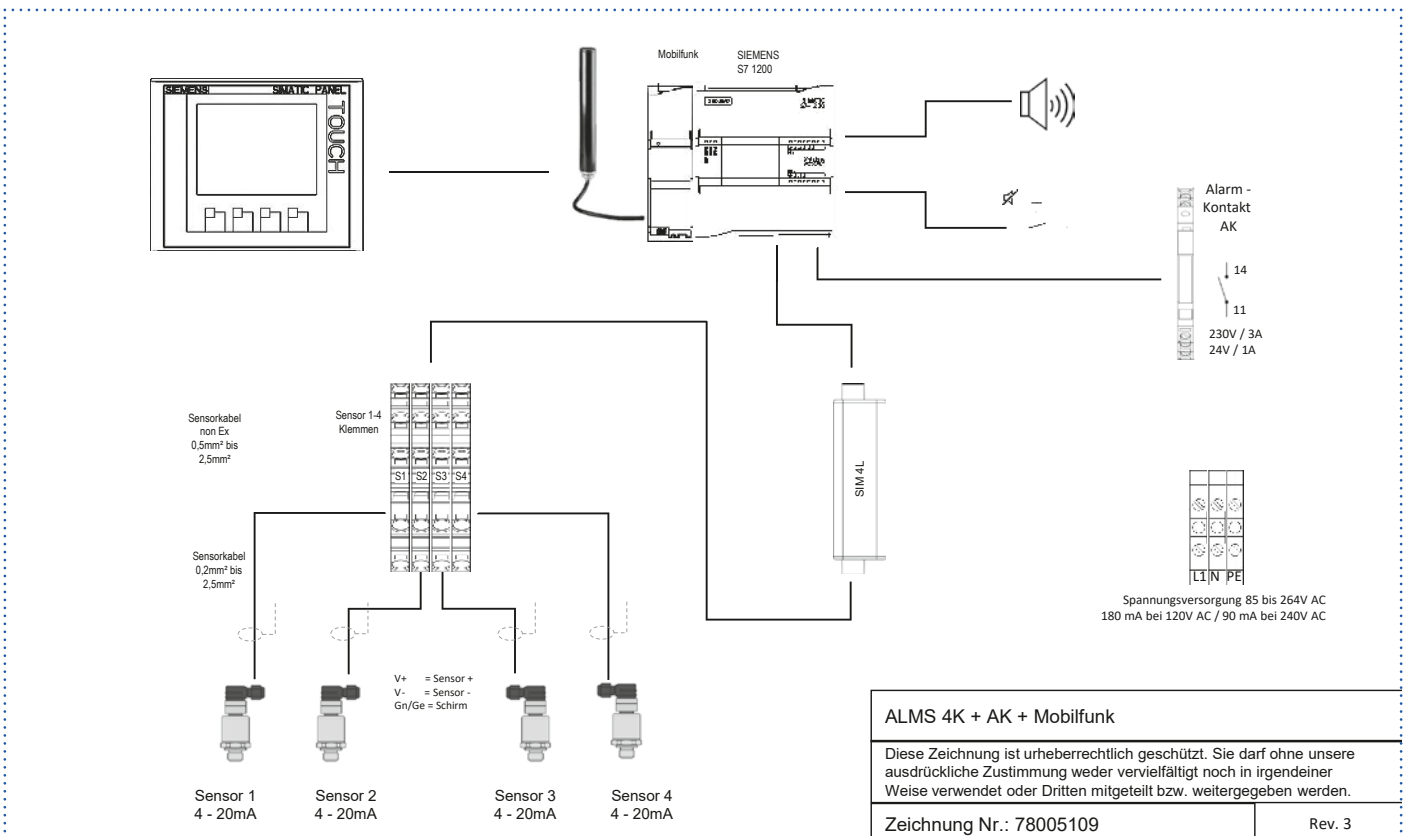 Mobilfunk
SIEMENS
S7 1200
SIEMENS
SIMATIC PANEL
TOUCH
Alarm -
Kontakt
AK
14
11
230V / 3A
24V / 1A
Sensorkabel
non Ex
0,5mm² bis
2,5mm²
Sensor 1-4
Klemmen
S1 S2 S3 S4
SIM 4L
Sensorkabel
0,2mm² bis
2,5mm²
L1 N PE
Spannungsversorgung 85 bis 264V AC
180 mA bei 120V AC / 90 mA bei 240V AC
V+ = Sensor +
V- = Sensor -
Gn/Ge = Schirm
Sensor 1
4 - 20mA
Sensor 2
4 - 20mA
Sensor 3
4 - 20mA
Sensor 4
4 - 20mA
ALMS 4K + AK + Mobilfunk
Diese Zeichnung ist urheberrechtlich geschützt. Sie darf ohne unsere
ausdrückliche Zustimmung weder vervielfältigt noch in irgendeiner
Weise verwendet oder Dritten mitgeteilt bzw. weitergegeben werden.
Zeichnung Nr.: 78005109
Rev. 3